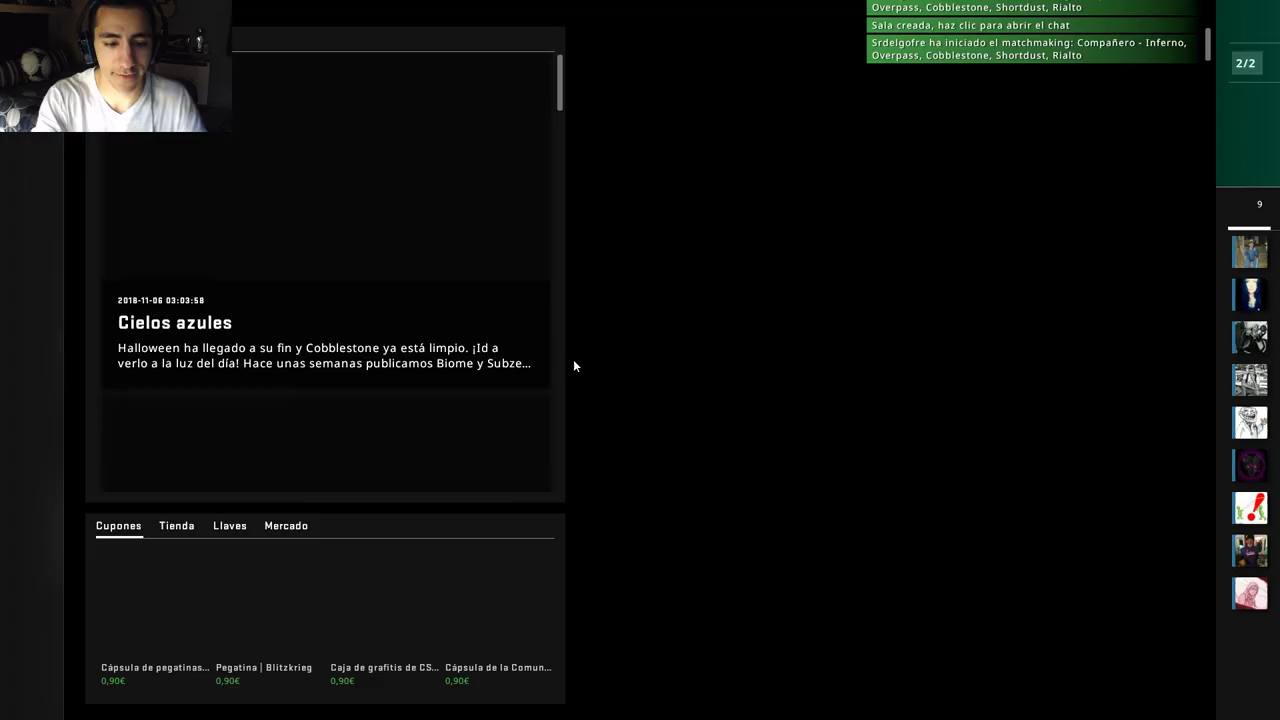 Overpass, Cobblestone, Shortdust, Rialto
Sala creada, haz clic para abrir el chat
Srdelgofre ha iniciado el matchmaking: Compañero - Inferno,
Overpass, Cobblestone, Shortdust, Rialto
2/2
9
2018-11-06 03:03:58
Cielos azules
Halloween ha llegado a su fin y Cobblestone ya está limpio. ¡Id a
verlo a la luz del día! Hace unas semanas publicamos Biome y Subze...
Cupones Tienda Llaves Mercado
Cápsula de pegatinas... Pegatina | Blitzkrieg Caja de grafitis de CS... Cápsula de la Comun...
0,90€ 0,90€ 0,90€ 0,90€